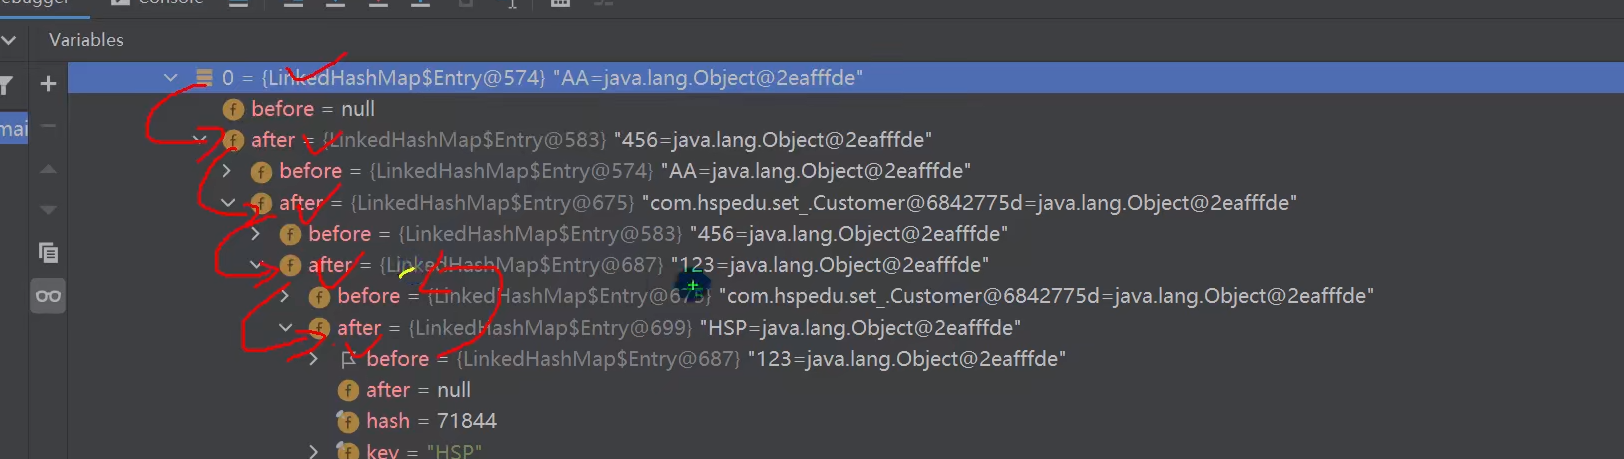 ebugger Console
Variables
0 = {LinkedHashMap$Entry@574} "AA=java.lang.Object@2eafffde"
before = null
mai
after = {LinkedHashMap$Entry@583} "456=java.lang.Object@2eafffde"
before = {LinkedHashMap$Entry@574} "AA=java.lang.Object@2eafffde"
after = {LinkedHashMap$Entry@675} "com.hspedu.set_.Customer@6842775d=java.lang.Object@2eafffde"
before = {LinkedHashMap$Entry@583} "456=java.lang.Object@2eafffde"
after = {LinkedHashMap$Entry@687} "123=java.lang.Object@2eafffde"
before = {LinkedHashMap$Entry@675} "com.hspedu.set_.Customer@6842775d=java.lang.Object@2eafffde"
after = {LinkedHashMap$Entry@699} "HSP=java.lang.Object@2eafffde"
before = {LinkedHashMap$Entry@687} "123=java.lang.Object@2eafffde"
after = null
hash = 71844
key = "HSP"